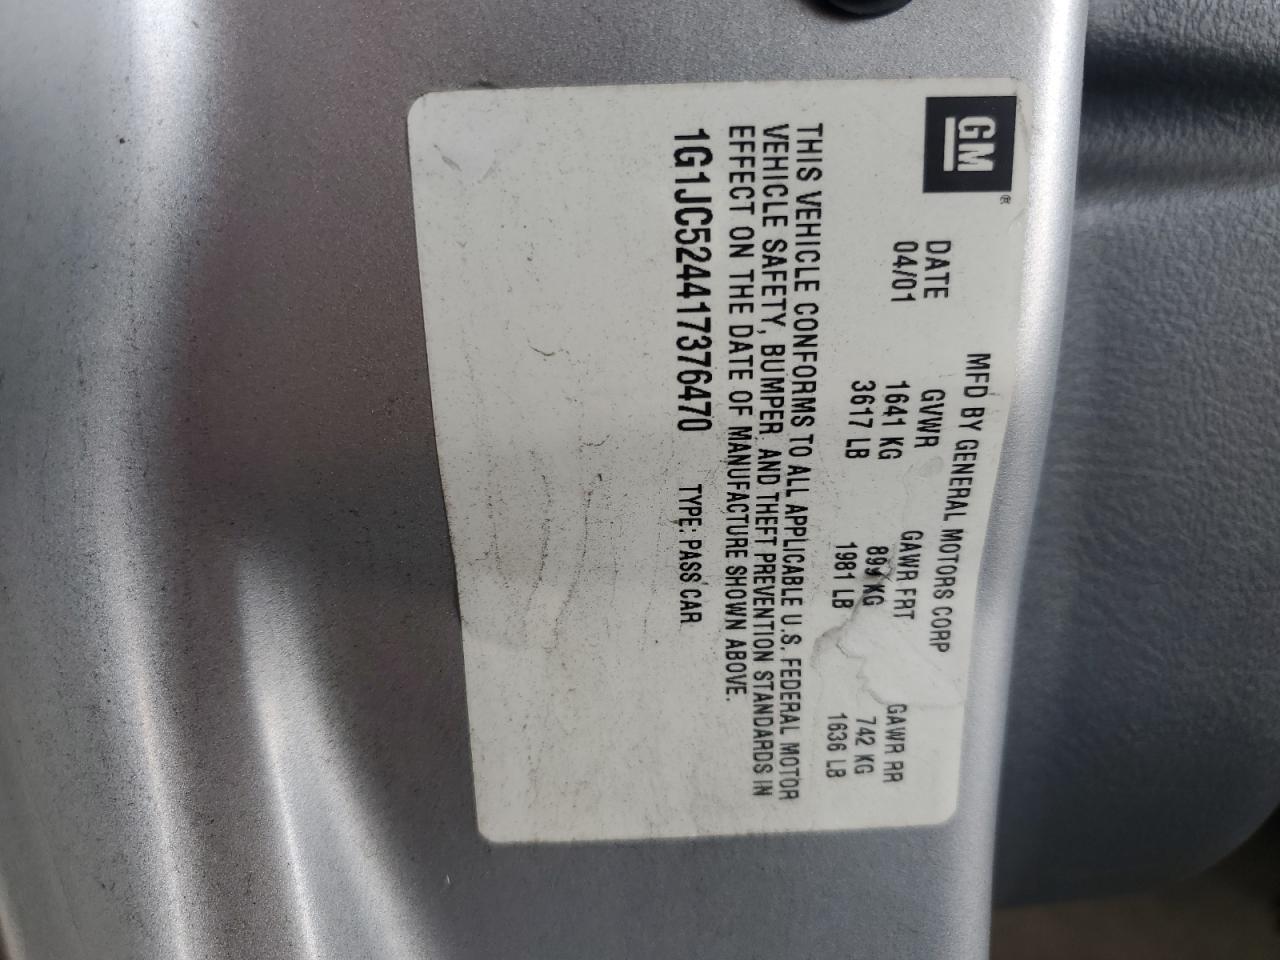 GM®
MFD BY GENERAL MOTORS CORP
DATE GVWR GAWR FRT GAWR RR
04/01 1641 KG 899 KG 742 KG
3617 LB 1981 LB 1636 LB
THIS VEHICLE CONFORMS TO ALL APPLICABLE U.S. FEDERAL MOTOR
VEHICLE SAFETY, BUMPER, AND THEFT PREVENTION STANDARDS IN
EFFECT ON THE DATE OF MANUFACTURE SHOWN ABOVE.
1G1JC524417376470 TYPE: PASS CAR